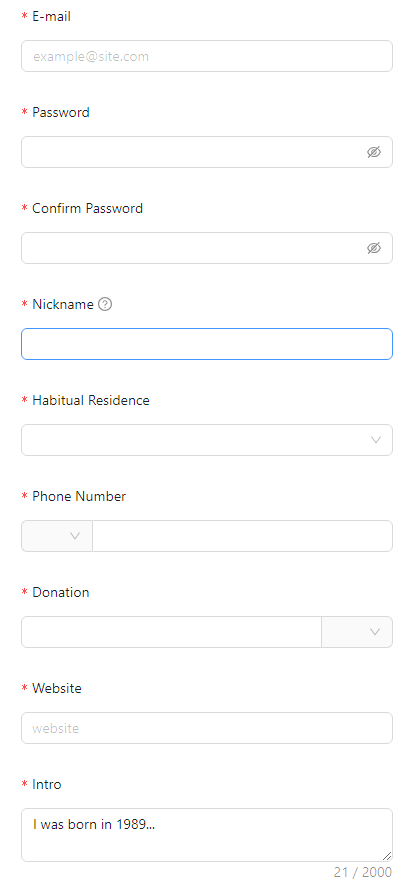 * E-mail
example@site.com
* Password
* Confirm Password
* Nickname ?
* Habitual Residence
* Phone Number
* Donation
* Website
website
* Intro
I was born in 1989...
21 / 2000